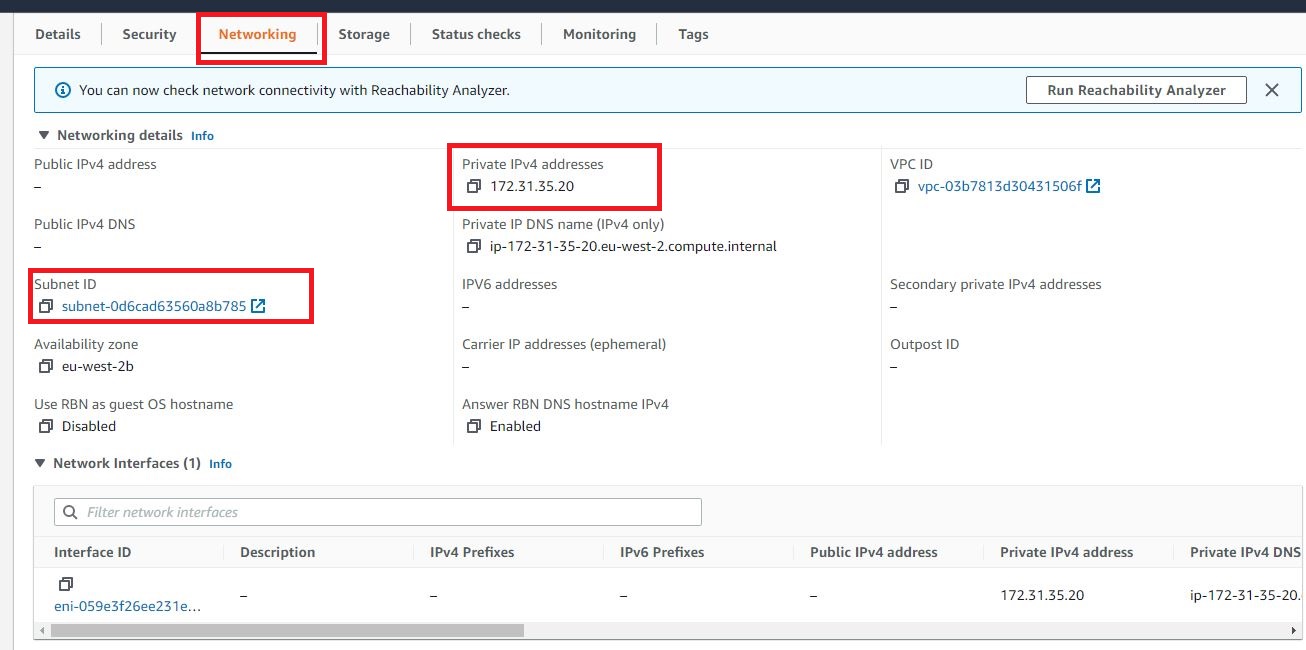 Details Security Networking Storage Status checks Monitoring Tags
You can now check network connectivity with Reachability Analyzer. Run Reachability Analyzer
Networking details Info
Public IPv4 address Private IPv4 addresses VPC ID
– 172.31.35.20 vpc-03b7813d30431506f
Public IPv4 DNS Private IP DNS name (IPv4 only)
– ip-172-31-35-20.eu-west-2.compute.internal
Subnet ID IPV6 addresses Secondary private IPv4 addresses
subnet-0d6cad63560a8b785 – –
Availability zone Carrier IP addresses (ephemeral) Outpost ID
eu-west-2b – –
Use RBN as guest OS hostname Answer RBN DNS hostname IPv4
Disabled Enabled
Network Interfaces (1) Info
Filter network interfaces
Interface ID Description IPv4 Prefixes IPv6 Prefixes Public IPv4 address Private IPv4 address Private IPv4 DNS
eni-059e3f26ee231e... – – – – 172.31.35.20 ip-172-31-35-20.